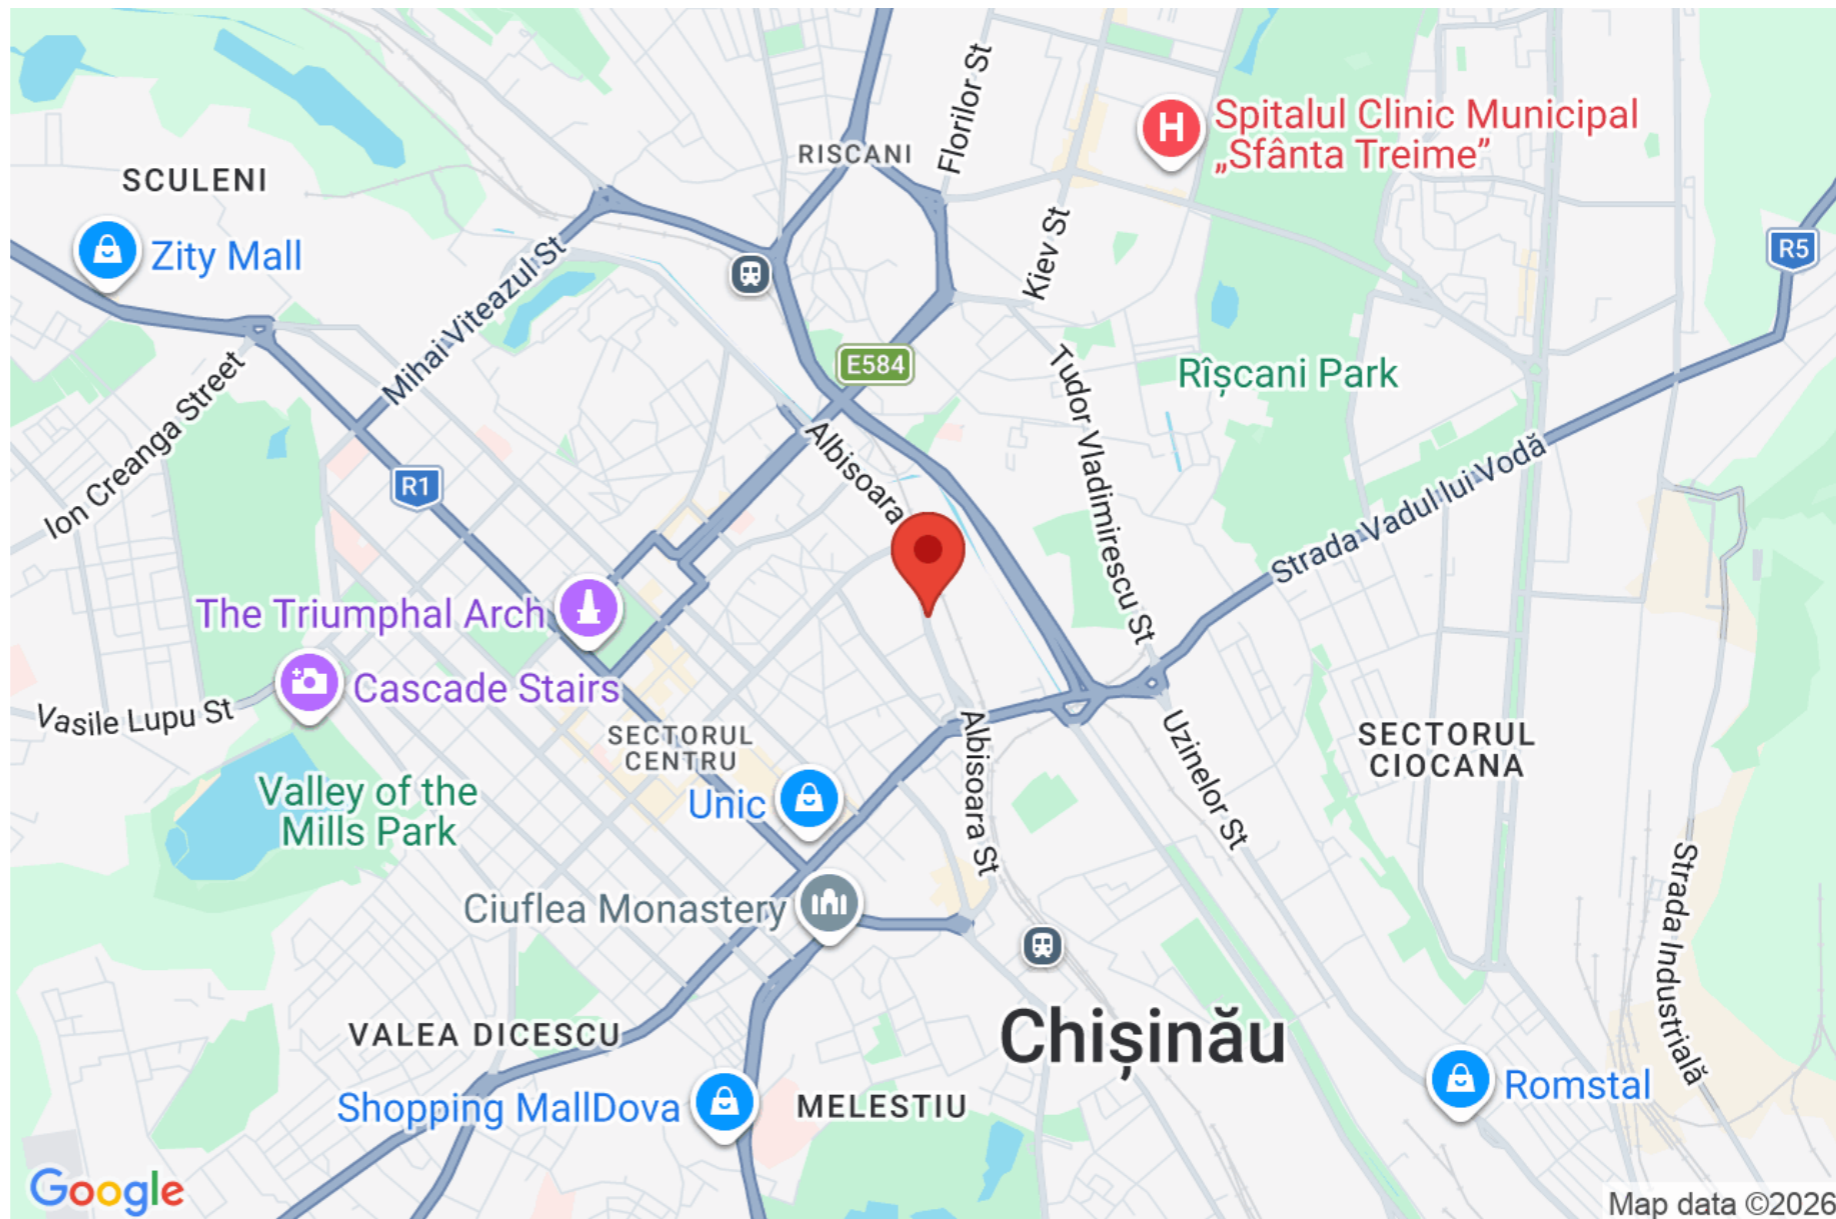 RISCANI
Florilor St
Spitalul Clinic Municipal
„Sfânta Treime”
SCULENI
Zity Mall
Mihai Viteazul St
Kiev St
R5
E584
Ion Creanga Street
Tudor Vladimirescu St
Rîșcani Park
R1
Albisoara
Strada Vadul lui Vodă
The Triumphal Arch
Cascade Stairs
Vasile Lupu St
SECTORUL
CENTRU
Albisoara St
Uzinelor St
SECTORUL
CIOCANA
Valley of the
Mills Park
Unic
Ciuflea Monastery
Strada Industrială
VALEA DICESCU
Chișinău
Shopping MallDova
MELESTIU
Romstal
Google
Map data ©2026